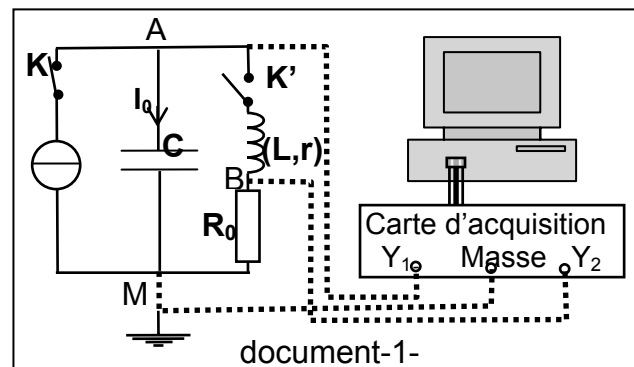 A
K
K'
I₀
C
(L,r)
B
R₀
M
Carte d'acquisition
Y₁ Masse Y₂
document-1-